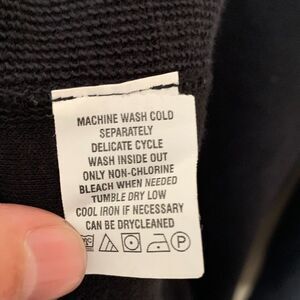 MACHINE WASH COLD
SEPARATELY
DELICATE CYCLE
WASH INSIDE OUT
ONLY NON-CHLORINE
BLEACH WHEN NEEDED
TUMBLE DRY LOW
COOL IRON IF NECESSARY
CAN BE DRYCLEANED
P